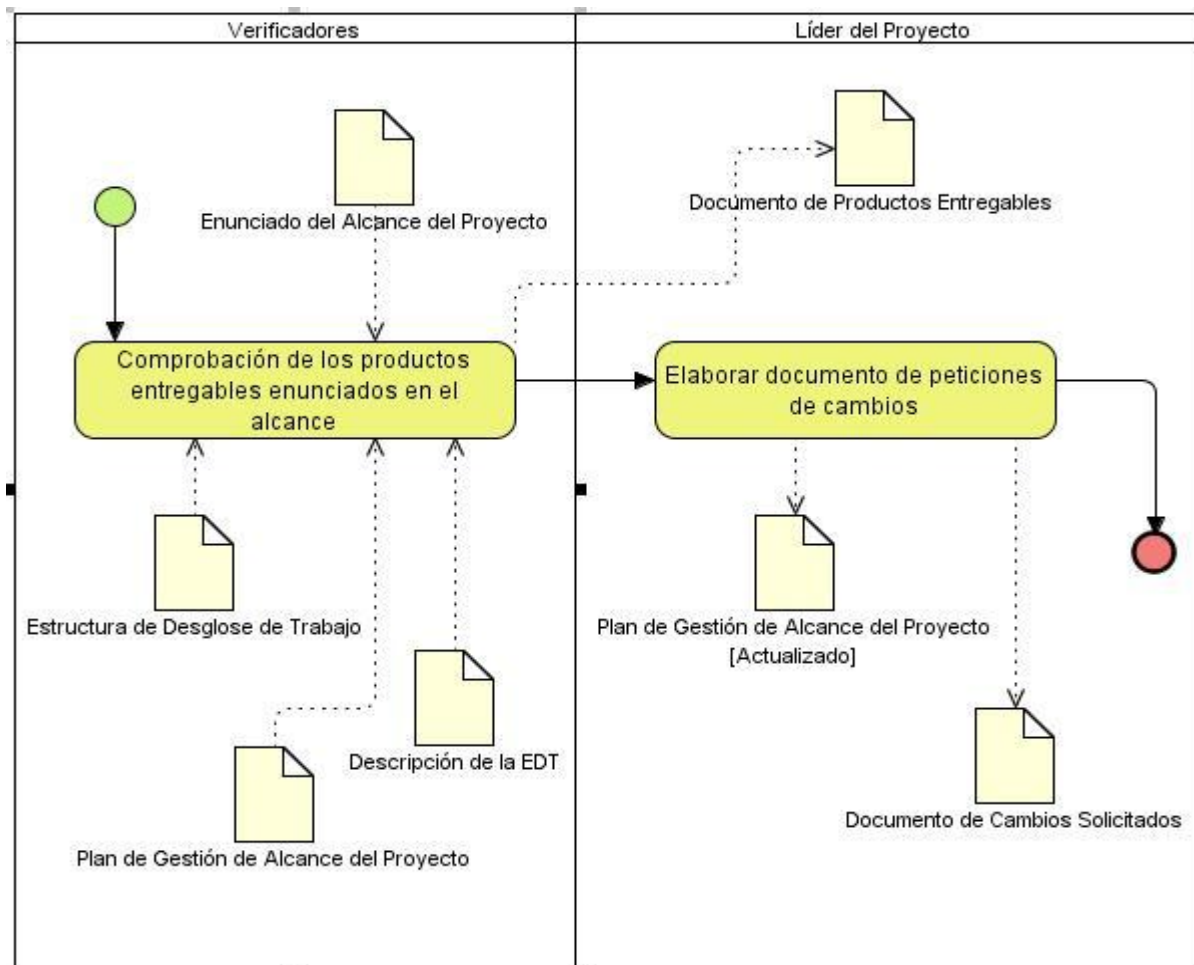 Verificadores
Líder del Proyecto
Enunciado del Alcance del Proyecto
Documento de Productos Entregables
Comprobación de los productos
entregables enunciados en el
alcance
Elaborar documento de peticiones
de cambios
Estructura de Desglose de Trabajo
Plan de Gestión de Alcance del Proyecto
[Actualizado]
Descripción de la EDT
Plan de Gestión de Alcance del Proyecto
Documento de Cambios Solicitados